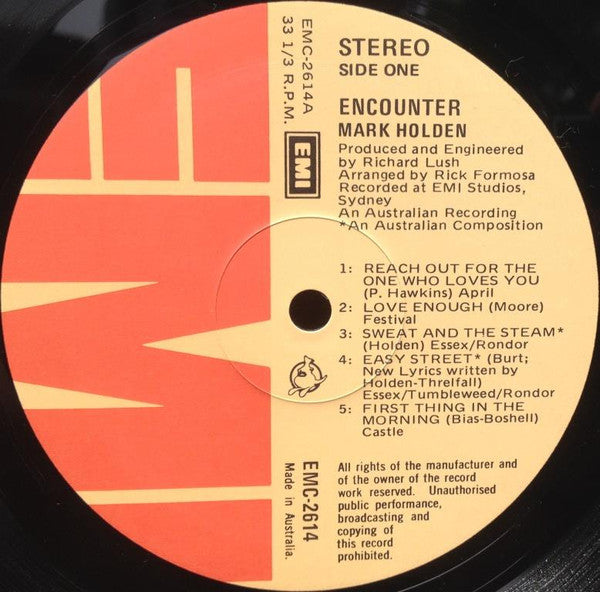 STEREO
SIDE ONE
EMC-2614A
33 1/3 R.P.M.
EMI
ENCOUNTER
MARK HOLDEN
Produced and Engineered
by Richard Lush
Arranged by Rick Formosa
Recorded at EMI Studios,
Sydney
An Australian Recording
*An Australian Composition
1: REACH OUT FOR THE
ONE WHO LOVES YOU
(P. Hawkins) April
2: LOVE ENOUGH (Moore)
Festival
3: SWEAT AND THE STEAM*
(Holden) Essex/Rondor
4: EASY STREET* (Burt;
New Lyrics written by
Holden-Threlfall)
Essex/Tumbleweed/Rondor
5: FIRST THING IN THE
MORNING (Bias-Boshell)
Castle
EMC-2614
Made in Australia.
All rights of the manufacturer and
of the owner of the record
work reserved. Unauthorised
public performance,
broadcasting and
copying of
this record
prohibited.
EMI